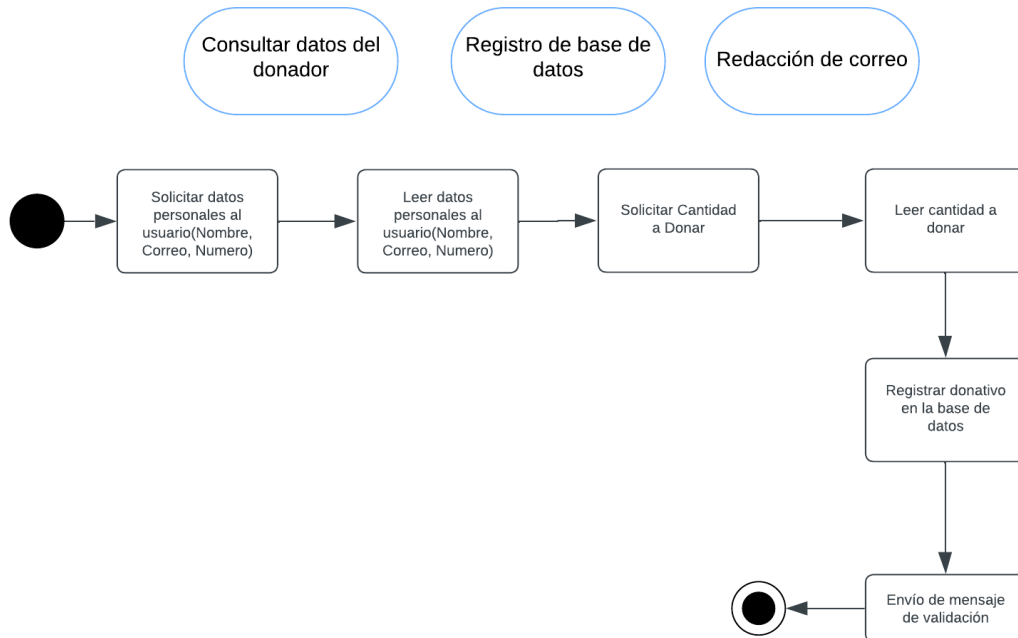 Consultar datos del
donador
Registro de base de
datos
Redacción de correo
Solicitar datos
personales al
usuario(Nombre,
Correo, Numero)
Leer datos
personales al
usuario(Nombre,
Correo, Numero)
Solicitar Cantidad
a Donar
Leer cantidad a
donar
Registrar donativo
en la base de
datos
Envío de mensaje
de validación